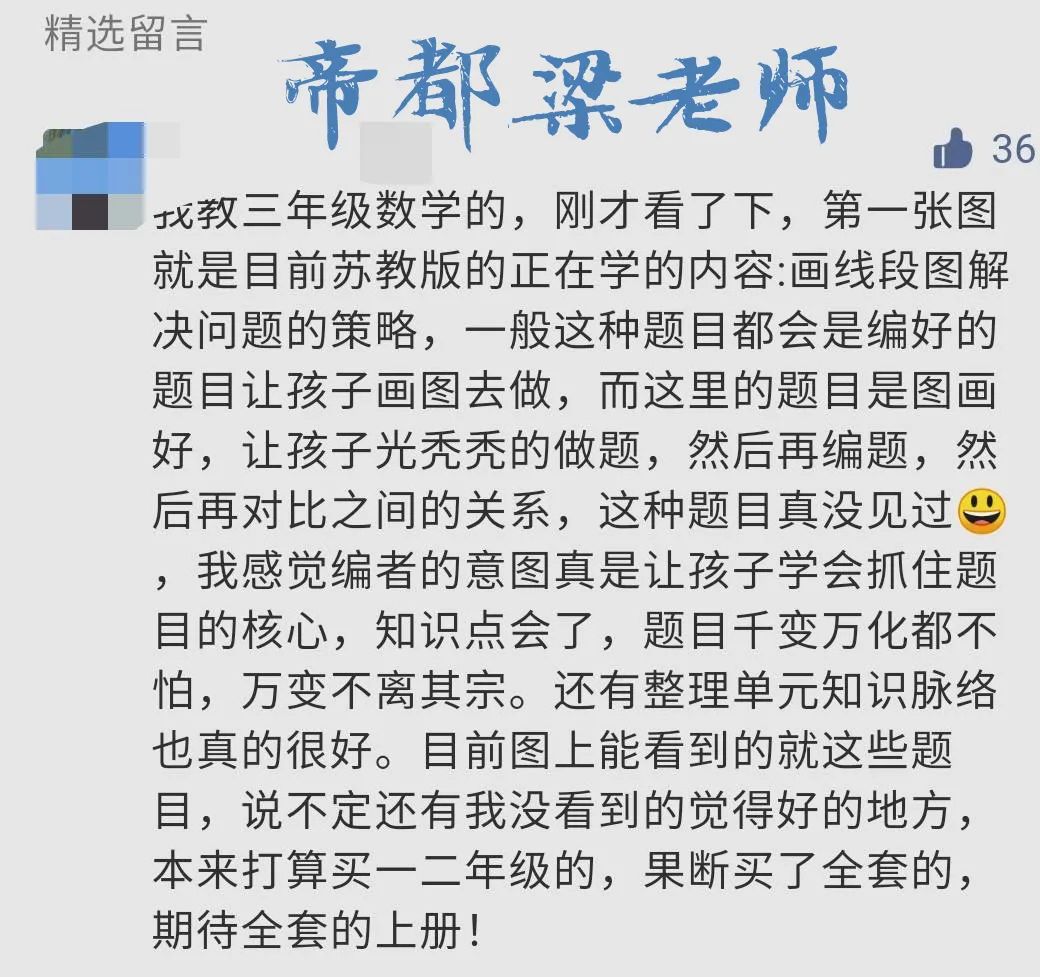 精选留言
帝都梁老师
36
我教三年级数学的，刚才看了下，第一张图
就是目前苏教版的正在学的内容:画线段图解
决问题的策略，一般这种题目都会是编好的
题目让孩子画图去做，而这里的题目是图画
好，让孩子光秃秃的做题，然后再编题，然
后再对比之间的关系，这种题目真没见过😃
，我感觉编者的意图真是让孩子学会抓住题
目的核心，知识点会了，题目千变万化都不
怕，万变不离其宗。还有整理单元知识脉络
也真的很好。目前图上能看到的就这些题
目，说不定还有我没看到的觉得好的地方，
本来打算买一二年级的，果断买了全套的，
期待全套的上册！